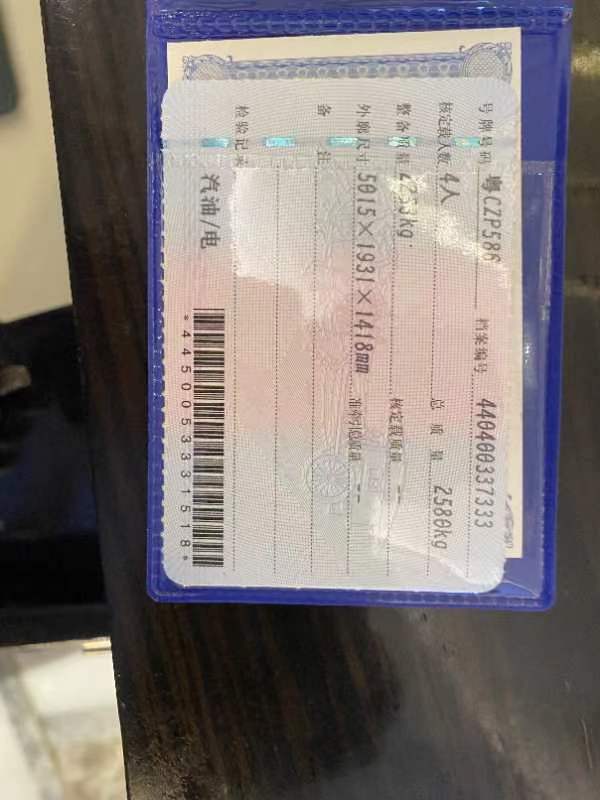 号牌号码 粤CZP586 档案编号 440400337333
核定载人数 4人 总质量 2580kg
整备质量 kg 核定载质量 --
外廓尺寸 5015×1931×1418mm 准牵引总质量 --
备注
检验记录
汽油/电
*4450053331518*